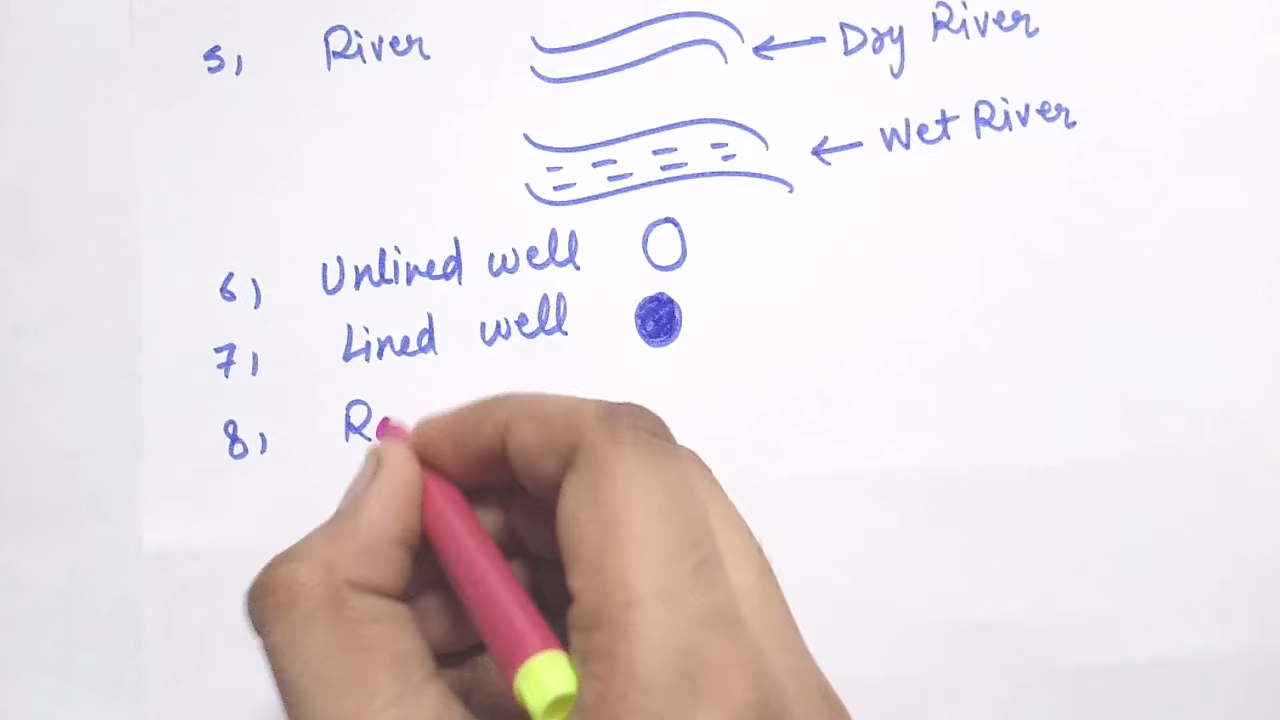 5, River ← Dry River
← Wet River
6) Unlined well
7, Lined well
8, R